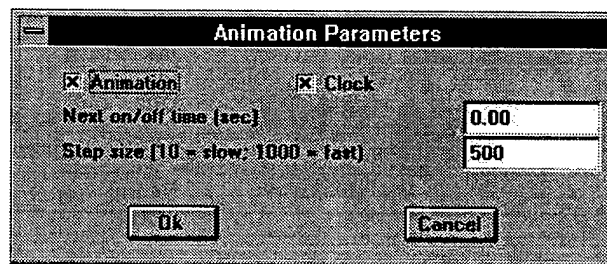 Animation Parameters
Animation Clock
Next on/off time (sec) 0.00
Step size (10 = slow; 1000 = fast) 500
Ok Cancel